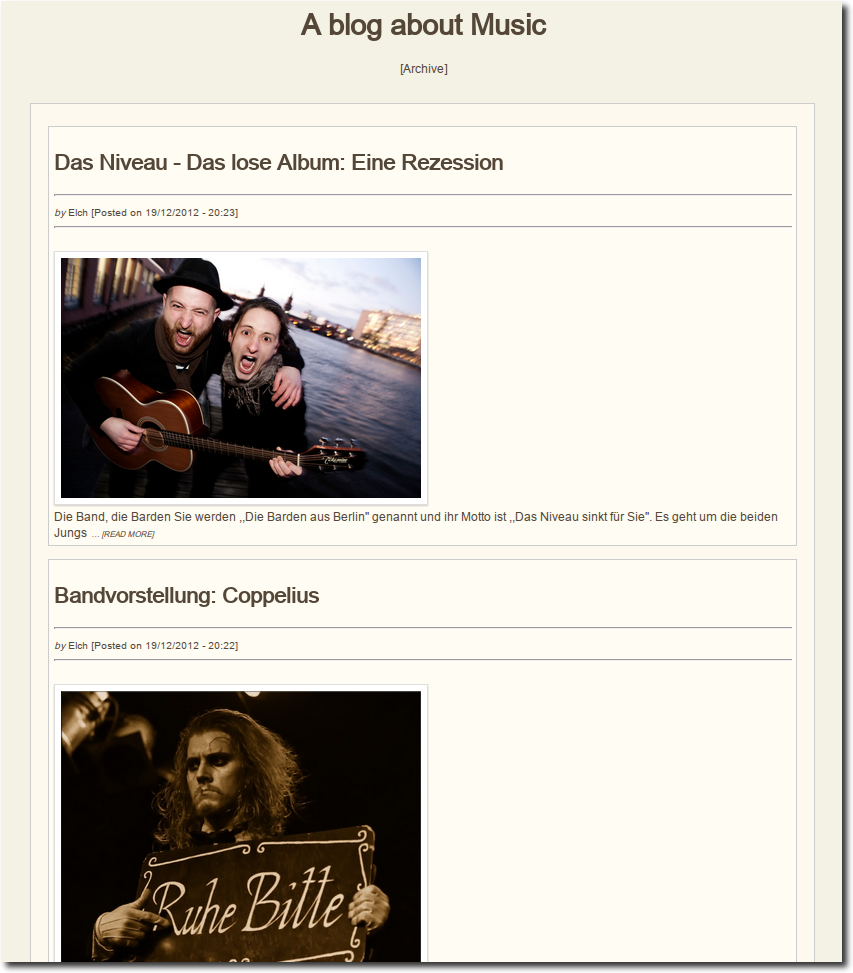 A blog about Music
[Archive]
Das Niveau - Das lose Album: Eine Rezession
by Elch [Posted on 19/12/2012 - 20:23]
Die Band, die Barden Sie werden ,,Die Barden aus Berlin" genannt und ihr Motto ist ,,Das Niveau sinkt für Sie". Es geht um die beiden
Jungs ... [READ MORE]
Bandvorstellung: Coppelius
by Elch [Posted on 19/12/2012 - 20:22]
Ruhe Bitte